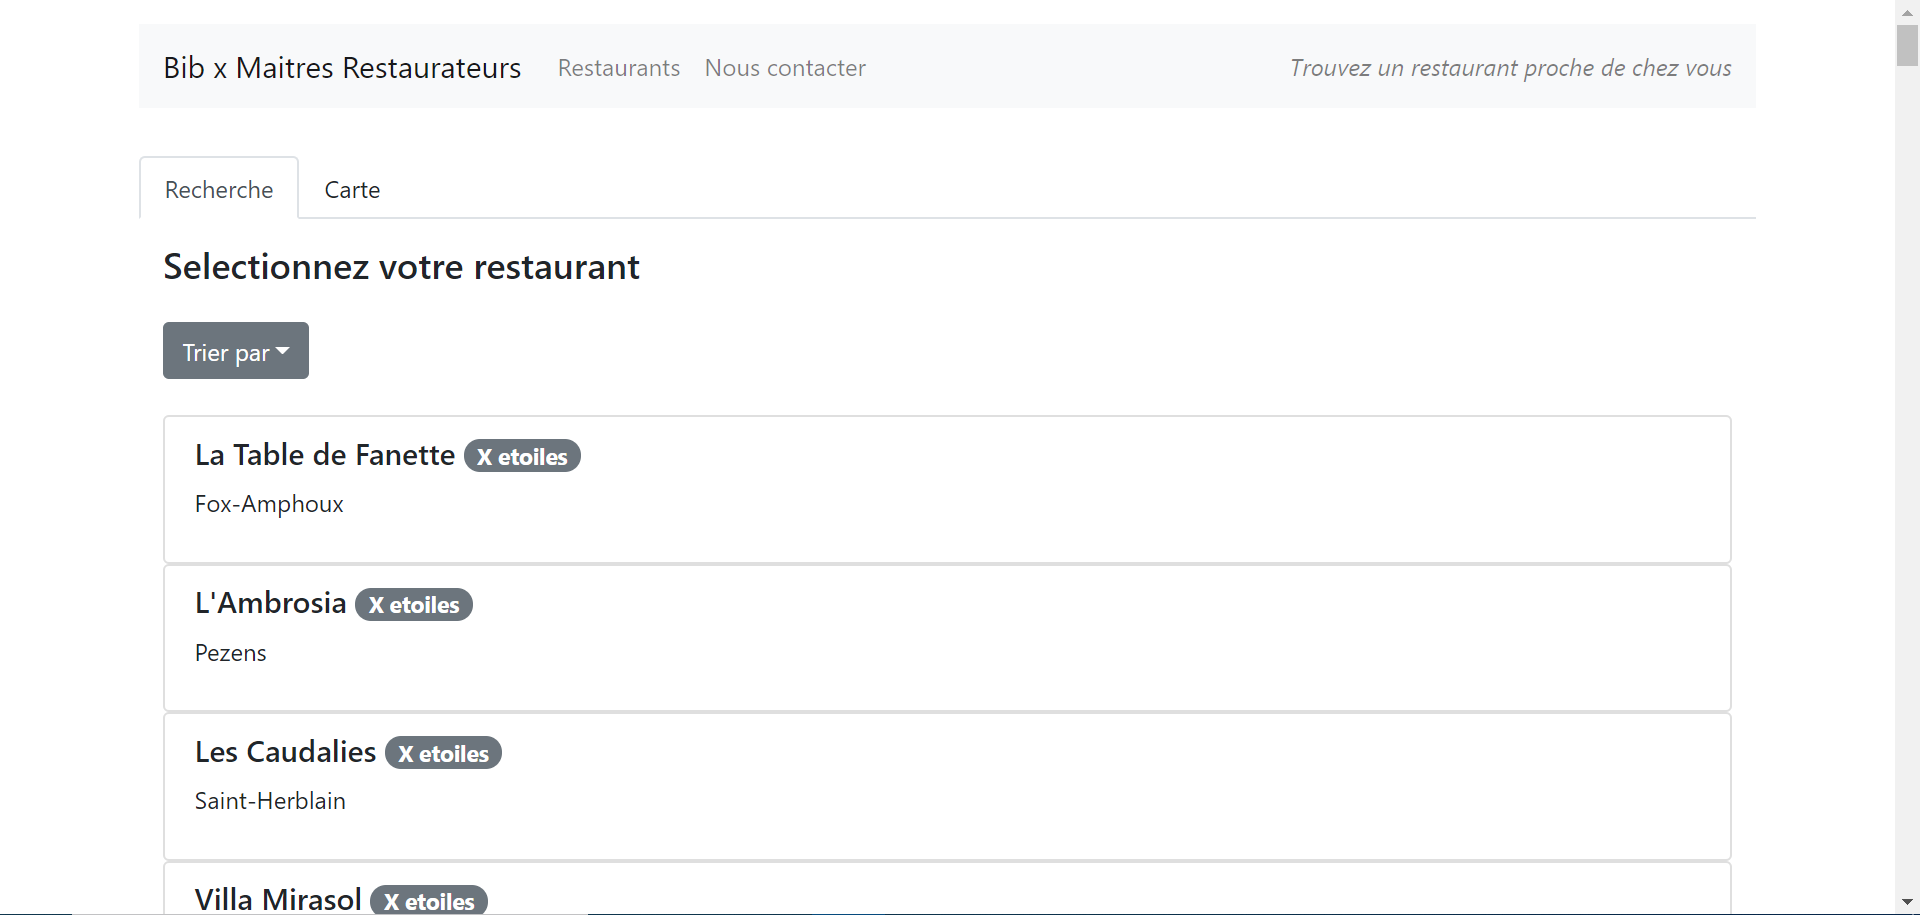 Bib x Maitres Restaurateurs Restaurants Nous contacter Trouvez un restaurant proche de chez vous
Recherche Carte
Selectionnez votre restaurant
Trier par
La Table de Fanette X etoiles
Fox-Amphoux
L'Ambrosia X etoiles
Pezens
Les Caudalies X etoiles
Saint-Herblain
Villa Mirasol X etoiles